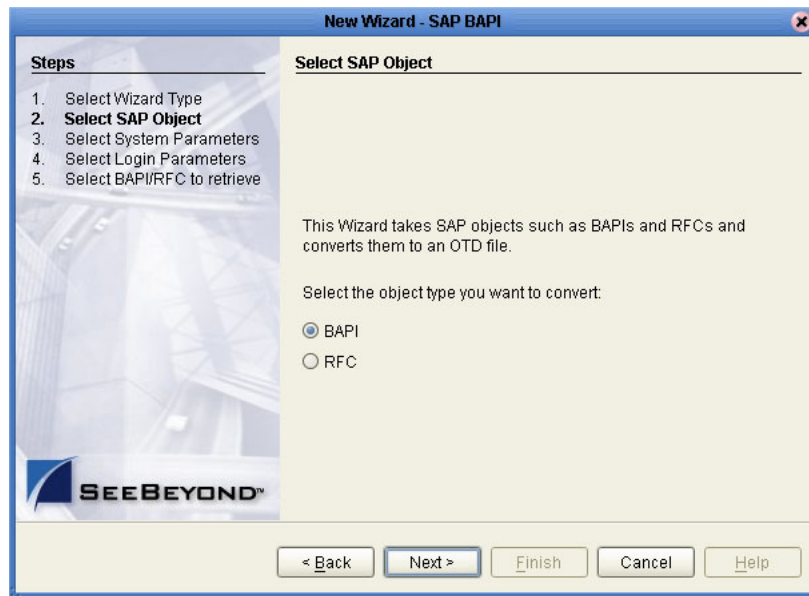 New Wizard - SAP BAPI
Steps
1. Select Wizard Type
2. Select SAP Object
3. Select System Parameters
4. Select Login Parameters
5. Select BAPI/RFC to retrieve
SEEBEYOND™
Select SAP Object
This Wizard takes SAP objects such as BAPIs and RFCs and
converts them to an OTD file.
Select the object type you want to convert:
BAPI
RFC
< Back
Next >
Finish
Cancel
Help